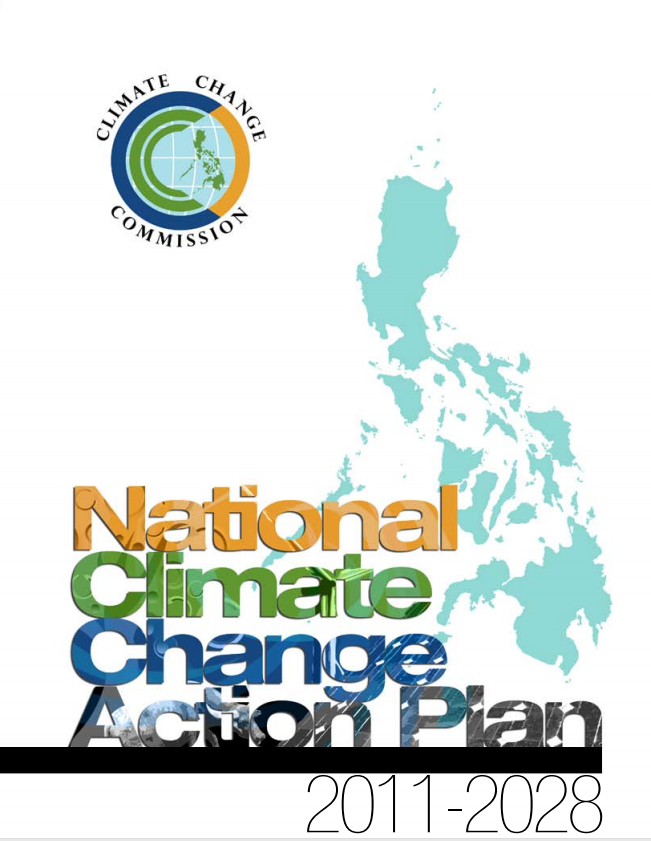 CLIMATE CHANGE
COMMISSION
National
Climate
Change
Action Plan
2011-2028